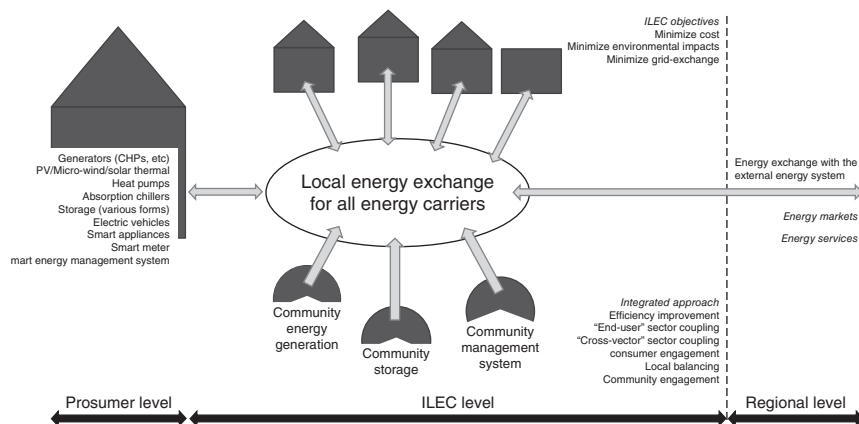 ILEC objectives
Minimize cost
Minimize environmental impacts
Minimize grid-exchange
Generators (CHPs, etc)
PV/Micro-wind/solar thermal
Heat pumps
Absorption chillers
Storage (various forms)
Electric vehicles
Smart appliances
Smart meter
mart energy management system
Local energy exchange
for all energy carriers
Energy exchange with the
external energy system
Energy markets
Energy services
Community
energy
generation
Community
storage
Community
management
system
Integrated approach
Efficiency improvement
“End-user” sector coupling
“Cross-vector” sector coupling
consumer engagement
Local balancing
Community engagement
Prosumer level
ILEC level
Regional level